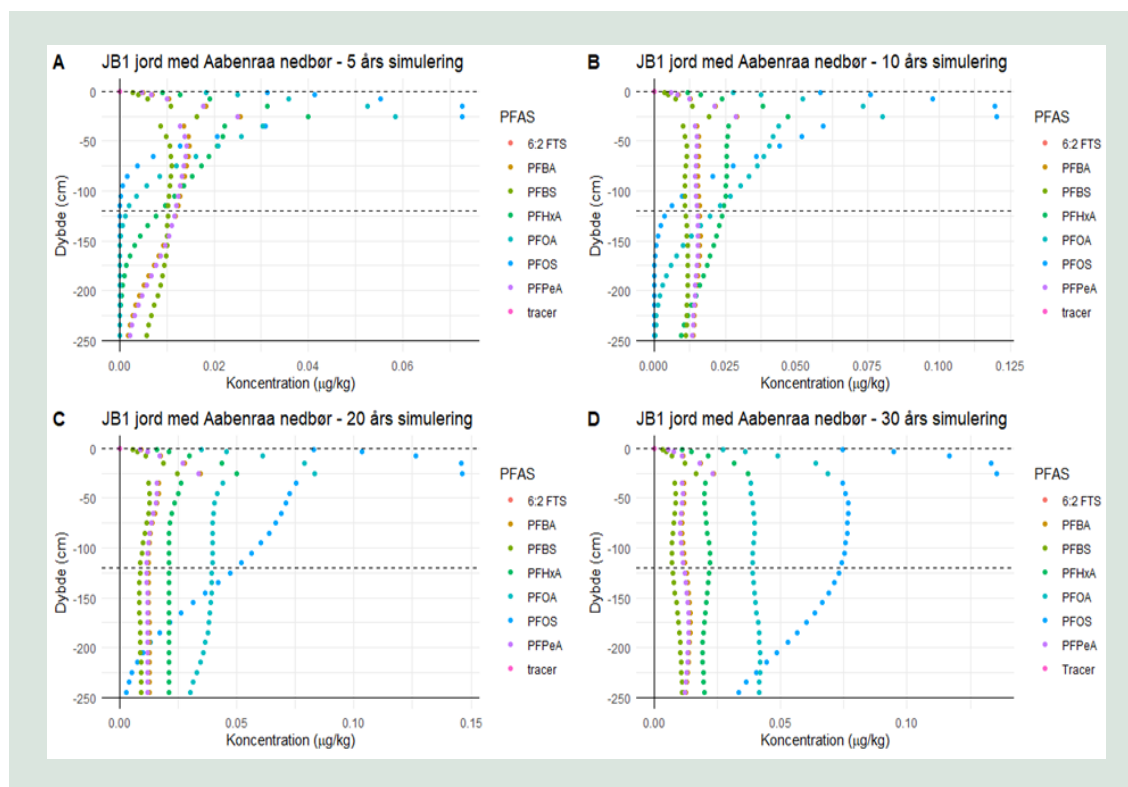 A JB1 jord med Aabenraa nedbør - 5 års simulering
Dybde (cm)
0
-50
-100
-150
-200
-250
0.00 0.02 0.04 0.06
Koncentration (µg/kg)
PFAS
6:2 FTS
PFBA
PFBS
PFHxA
PFOA
PFOS
PFPeA
tracer
B JB1 jord med Aabenraa nedbør - 10 års simulering
Dybde (cm)
0
-50
-100
-150
-200
-250
0.000 0.025 0.050 0.075 0.100 0.125
Koncentration (µg/kg)
PFAS
6:2 FTS
PFBA
PFBS
PFHxA
PFOA
PFOS
PFPeA
tracer
C JB1 jord med Aabenraa nedbør - 20 års simulering
Dybde (cm)
0
-50
-100
-150
-200
-250
0.00 0.05 0.10 0.15
Koncentration (µg/kg)
PFAS
6:2 FTS
PFBA
PFBS
PFHxA
PFOA
PFOS
PFPeA
tracer
D JB1 jord med Aabenraa nedbør - 30 års simulering
Dybde (cm)
0
-50
-100
-150
-200
-250
0.00 0.05 0.10
Koncentration (µg/kg)
PFAS
6:2 FTS
PFBA
PFBS
PFHxA
PFOA
PFOS
PFPeA
Tracer